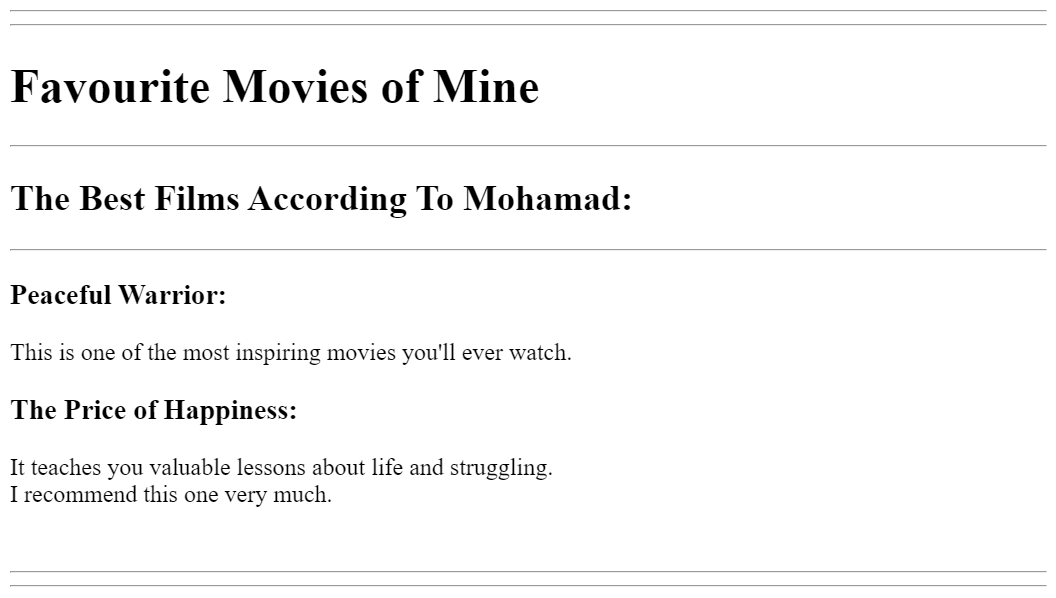 Favourite Movies of Mine
The Best Films According To Mohamad:
Peaceful Warrior:
This is one of the most inspiring movies you'll ever watch.
The Price of Happiness:
It teaches you valuable lessons about life and struggling.
I recommend this one very much.